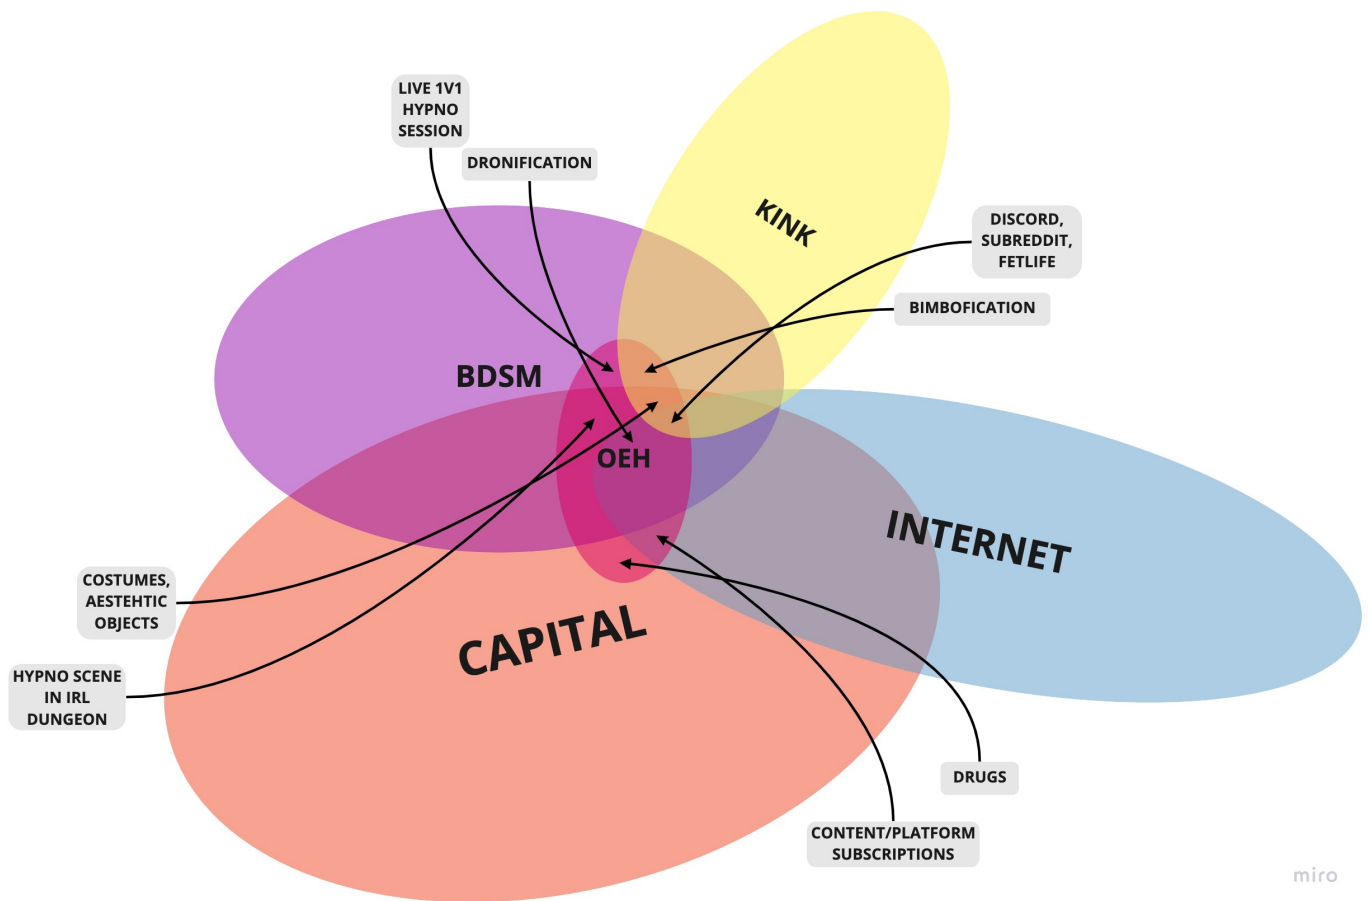 LIVE 1V1
HYPNO
SESSION
DRONIFICATION
KINK
DISCORD,
SUBREDDIT,
FETLIFE
BIMBOFICATION
BDSM
OEH
INTERNET
COSTUMES,
AESTEHTIC
OBJECTS
CAPITAL
HYPNO SCENE
IN IRL
DUNGEON
DRUGS
CONTENT/PLATFORM
SUBSCRIPTIONS
miro